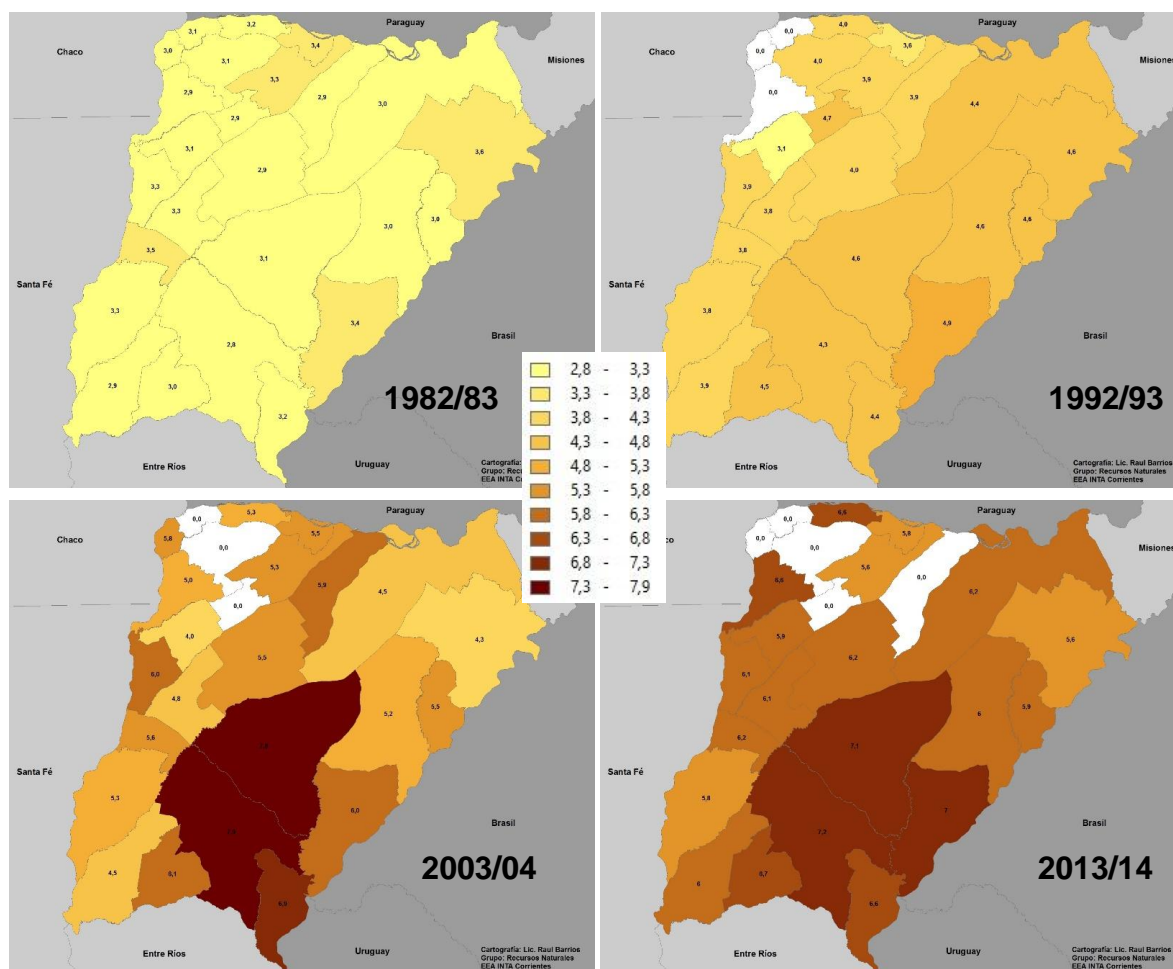 Paraguay
3,2
3,1
3,4
Chaco
3,0
3,1
Misiones
3,3
2,9
2,9
3,0
2,9
3,1
3,6
2,9
3,3
3,3
3,0
3,0
3,5
3,1
Santa Fé
3,3
3,4
2,8
Brasil
2,9
3,0
1982/83
3,2
Entre Ríos
Uruguay
Cartografía: Lic.
Grupo: Recu
EEA INTA Co
Paraguay
4,0
0,0
3,6
Chaco
0,0
4,0
Misiones
3,9
0,0
3,9
4,4
4,7
3,1
4,6
4,0
3,9
3,8
4,6
4,6
3,8
4,6
Santa Fé
3,8
4,9
4,3
Brasil
3,9
4,5
1992/93
4,4
Entre Ríos
Uruguay
Cartografía: Lic. Raul Barrios
Grupo: Recursos Naturales
EEA INTA Corrientes
2,8 - 3,3
3,3 - 3,8
3,8 - 4,3
4,3 - 4,8
4,8 - 5,3
5,3 - 5,8
5,8 - 6,3
6,3 - 6,8
6,8 - 7,3
7,3 - 7,9
Paraguay
5,3
0,0
5,5
Chaco
5,8
0,0
5,3
5,0
5,9
4,5
0,0
4,0
4,3
5,5
6,0
4,8
5,2
5,5
5,6
Santa Fé
5,3
6,0
Brasil
4,5
6,1
2003/04
Entre Ríos
Uruguay
Cartografía: Lic. Raul Barrios
Grupo: Recursos Naturales
EEA INTA Corrientes
Paraguay
6,6
0,0
5,8
Chaco
0,0
0,0
Misiones
5,6
6,6
0,0
6,2
0,0
5,9
5,6
6,2
6,1
6,1
6
5,9
6,2
7,1
Santa Fé
5,8
7
Brasil
6
6,7
2013/14
6,6
Entre Ríos
Uruguay
Cartografía: Lic. Raul Barrios
Grupo: Recursos Naturales
EEA INTA Corrientes